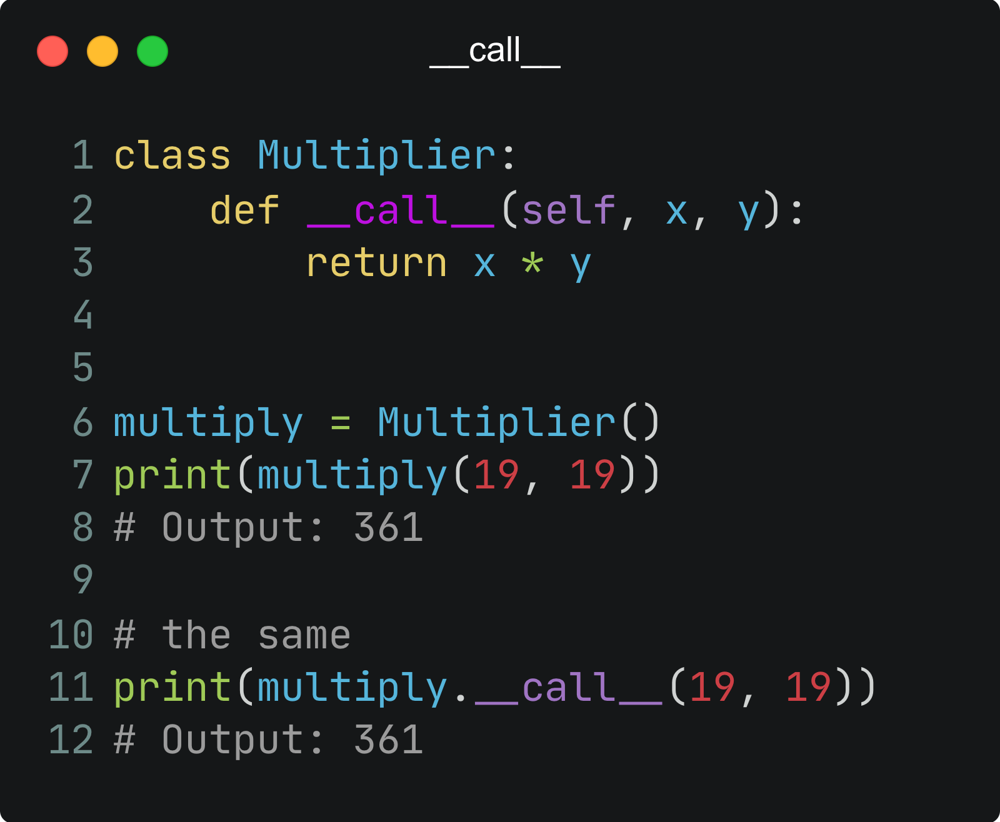 __call__
1 class Multiplier:
2     def __call__(self, x, y):
3         return x * y
4
5
6 multiply = Multiplier()
7 print(multiply(19, 19))
8 # Output: 361
9
10 # the same
11 print(multiply.__call__(19, 19))
12 # Output: 361